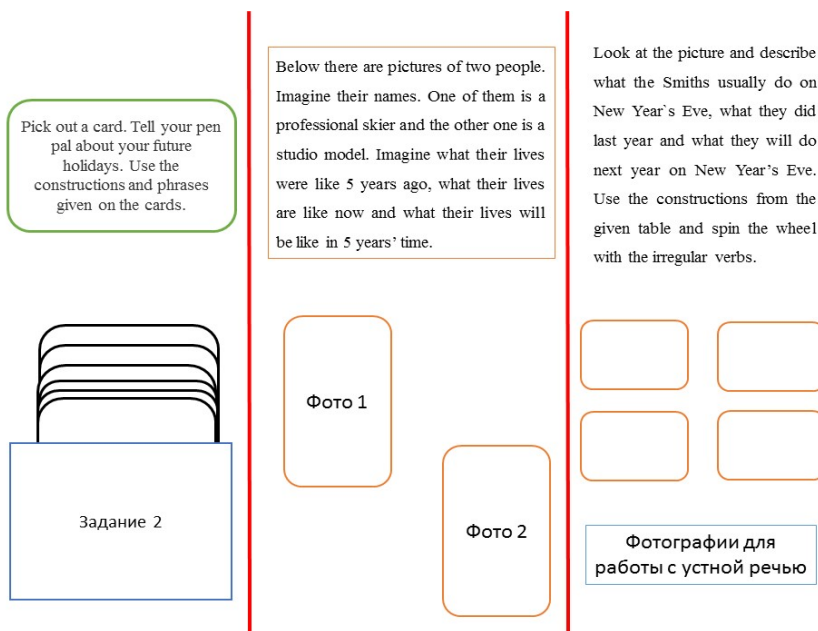 Pick out a card. Tell your pen
pal about your future
holidays. Use the
constructions and phrases
given on the cards.
Задание 2
Below there are pictures of two people.
Imagine their names. One of them is a
professional skier and the other one is a
studio model. Imagine what their lives
were like 5 years ago, what their lives
are like now and what their lives will
be like in 5 years’ time.
Фото 1
Фото 2
Look at the picture and describe
what the Smiths usually do on
New Year`s Eve, what they did
last year and what they will do
next year on New Year’s Eve.
Use the constructions from the
given table and spin the wheel
with the irregular verbs.
Фотографии для
работы с устной речью